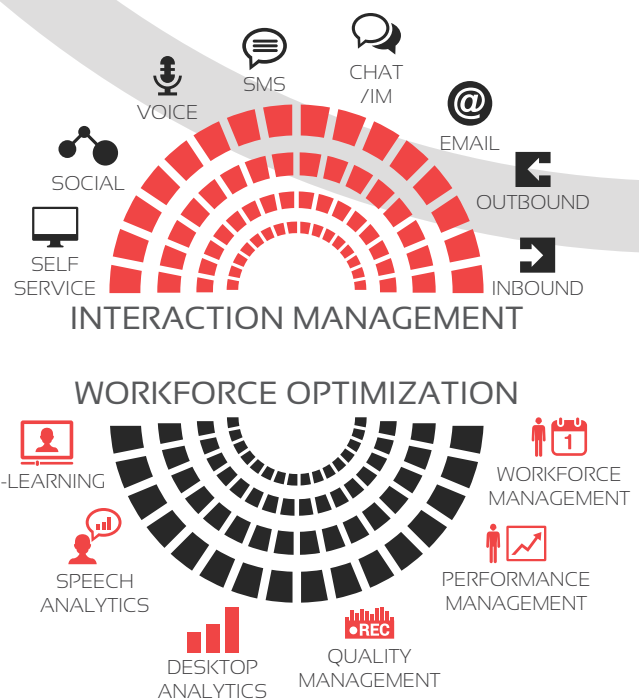 SMS
CHAT
/IM
VOICE
@
EMAIL
SOCIAL
OUTBOUND
SELF
SERVICE
INBOUND
INTERACTION MANAGEMENT
WORKFORCE OPTIMIZATION
1
-LEARNING
WORKFORCE
MANAGEMENT
SPEECH
ANALYTICS
PERFORMANCE
MANAGEMENT
REC
DESKTOP
ANALYTICS
QUALITY
MANAGEMENT